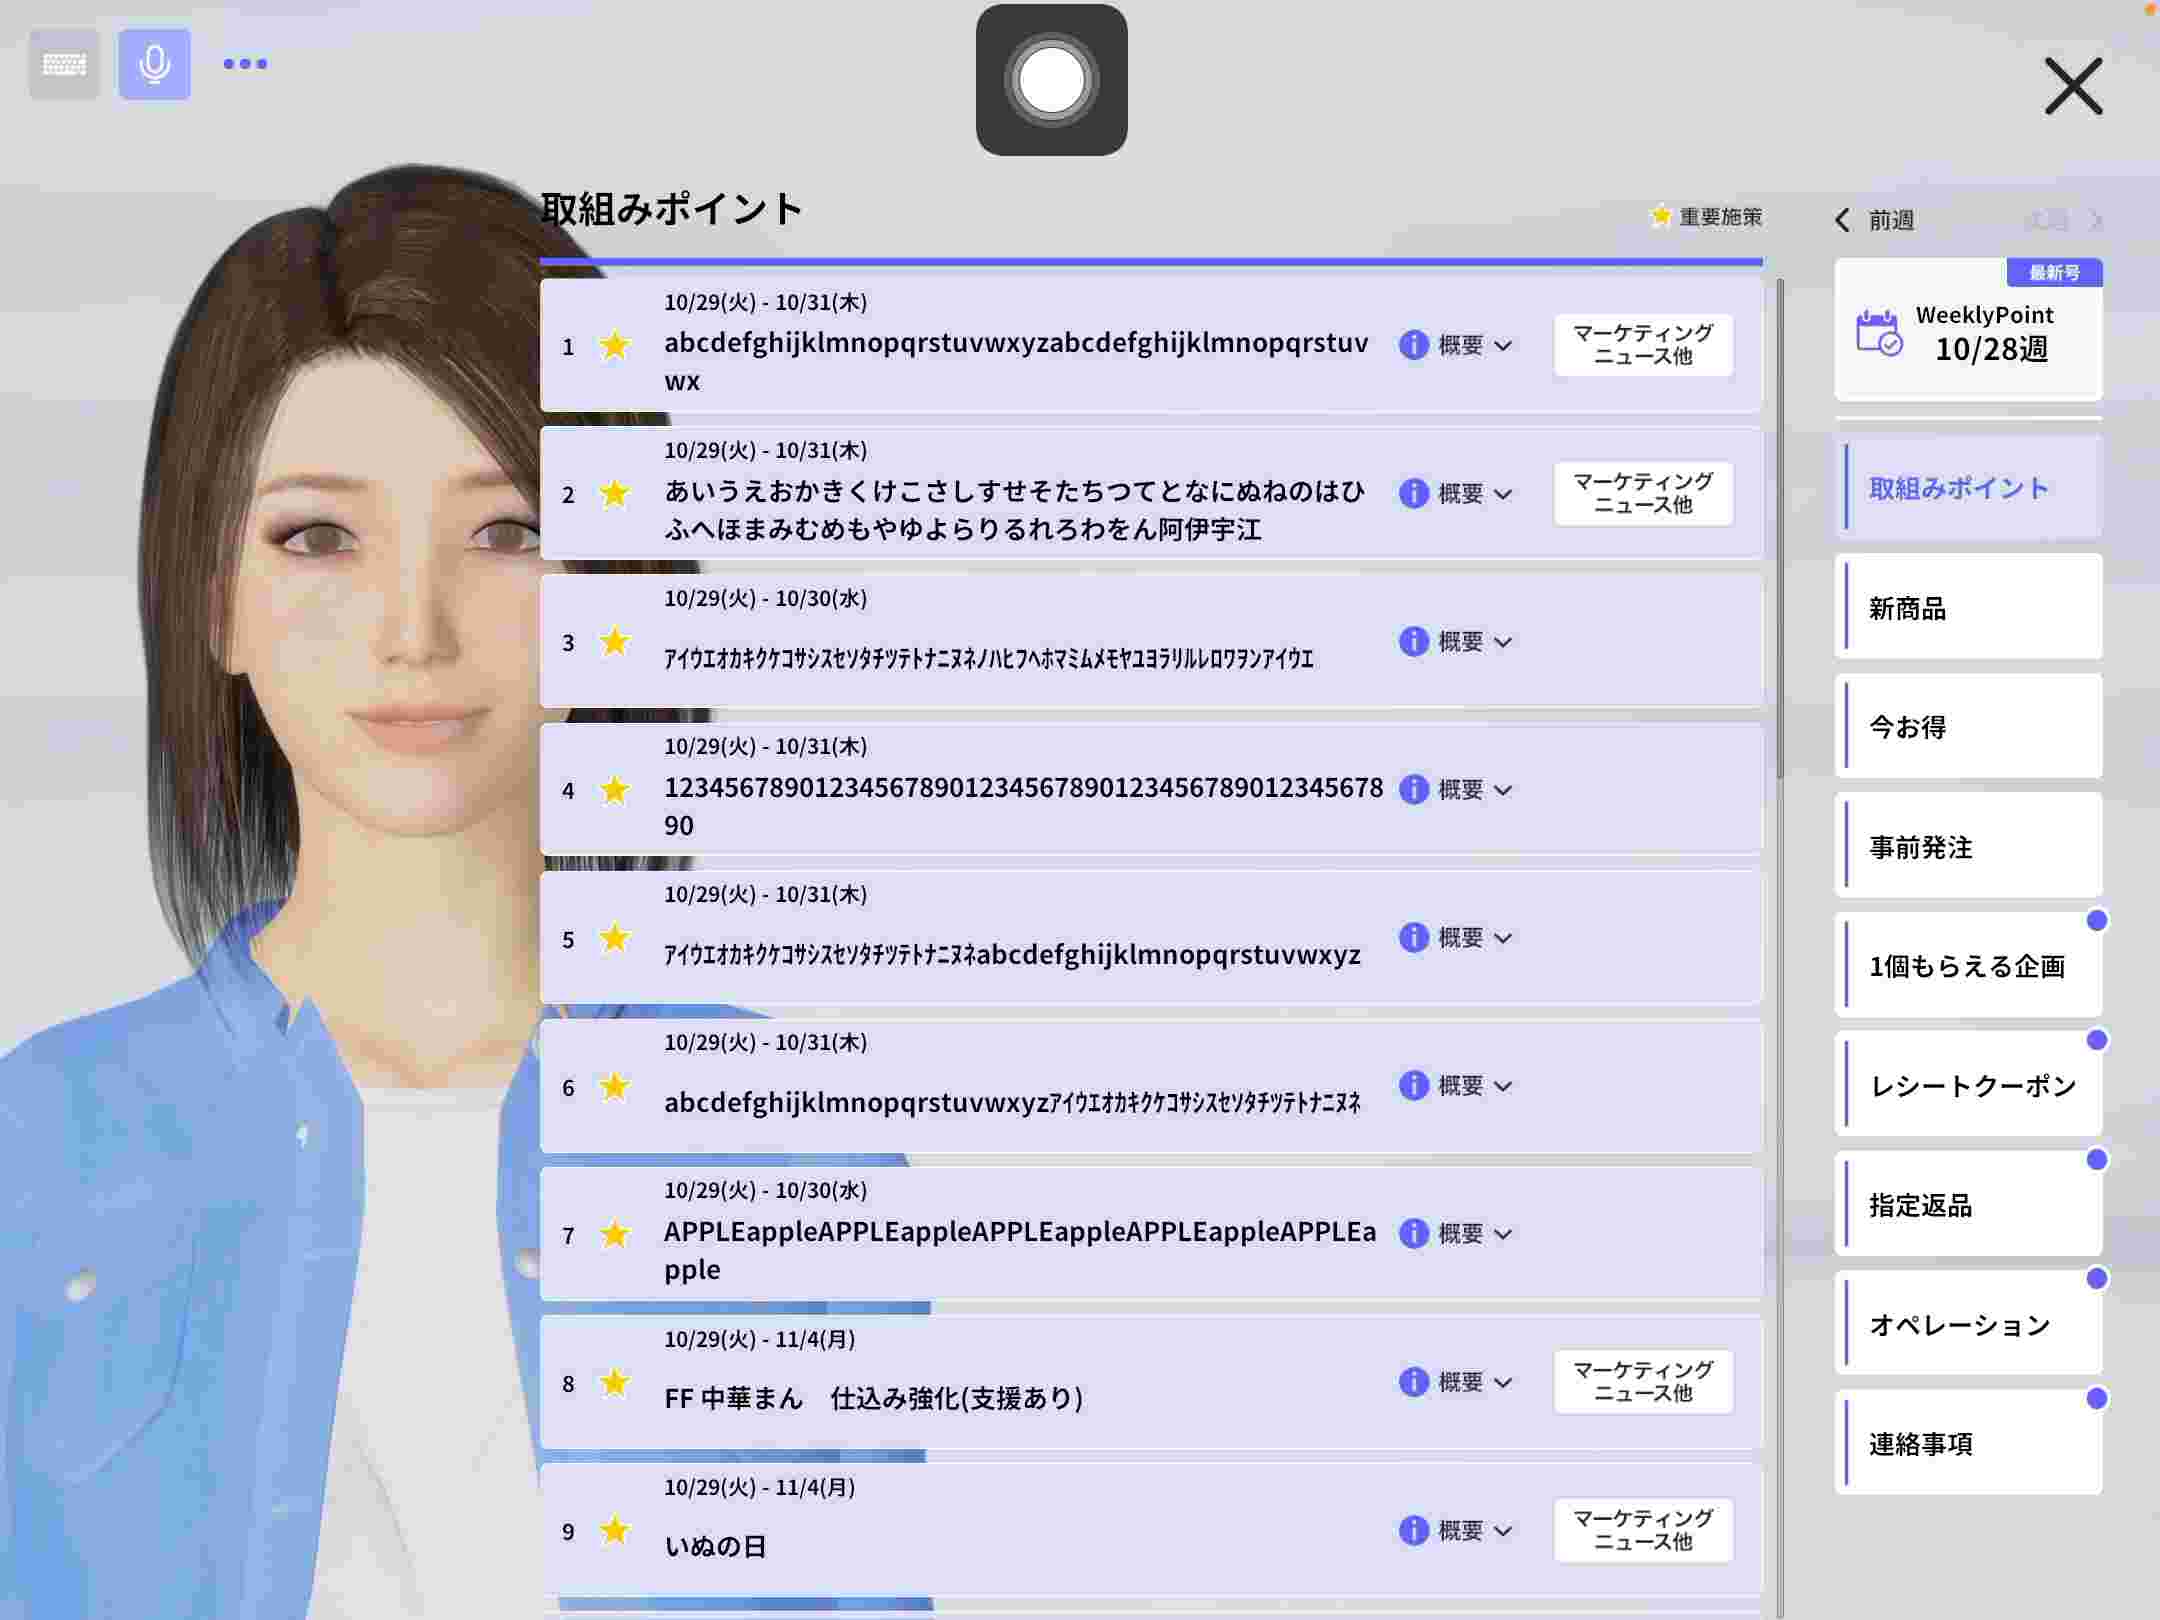 取組みポイント
重要施策
1
10/29(火) - 10/31(木)
abcdefghijklmnopqrstuvwxyzabcdefghijklmnopqrstuv
wx
概要
マーケティング
ニュース他
2
10/29(火) - 10/31(木)
あいうえおかきくけこさしすせそたちつてとなにぬねのはひ
ふへほまみむめもやゆよらりるれろわをん阿伊宇江
概要
マーケティング
ニュース他
3
10/29(火) - 10/30(水)
ｱｲｳｴｵｶｷｸｹｺｻｼｽｾｿﾀﾁﾂﾃﾄﾅﾆﾇﾈﾉﾊﾋﾌﾍﾎﾏﾐﾑﾒﾓﾔﾕﾖﾗﾘﾙﾚﾛﾜｦﾝｱｲｳｴ
概要
4
10/29(火) - 10/31(木)
123456789012345678901234567890123456789012345678
90
概要
5
10/29(火) - 10/31(木)
ｱｲｳｴｵｶｷｸｹｺｻｼｽｾｿﾀﾁﾂﾃﾄﾅﾆﾇﾈabcdefghijklmnopqrstuvwxyz
概要
6
10/29(火) - 10/31(木)
abcdefghijklmnopqrstuvwxyzｱｲｳｴｵｶｷｸｹｺｻｼｽｾｿﾀﾁﾂﾃﾄﾅﾆﾇﾈ
概要
7
10/29(火) - 10/30(水)
APPLEappleAPPLEappleAPPLEappleAPPLEappleAPPLEa
pple
概要
8
10/29(火) - 11/4(月)
FF 中華まん　仕込み強化(支援あり)
概要
マーケティング
ニュース他
9
10/29(火) - 11/4(月)
いぬの日
概要
マーケティング
ニュース他
前週
最新号
WeeklyPoint
10/28週
取組みポイント
新商品
今お得
事前発注
1個もらえる企画
レシートクーポン
指定返品
オペレーション
連絡事項